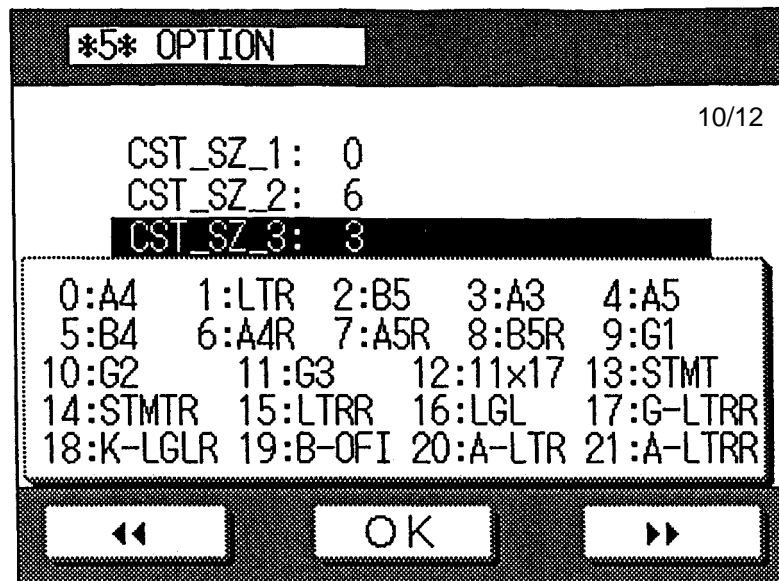 *5* OPTION
10/12
CST_SZ_1: 0
CST_SZ_2: 6
CST_SZ_3: 3
0:A4 1:LTR 2:B5 3:A3 4:A5
5:B4 6:A4R 7:A5R 8:B5R 9:G1
10:G2 11:G3 12:11x17 13:STMT
14:STMTR 15:LTRR 16:LGL 17:G-LTRR
18:K-LGLR 19:B-OFI 20:A-LTR 21:A-LTRR
OK